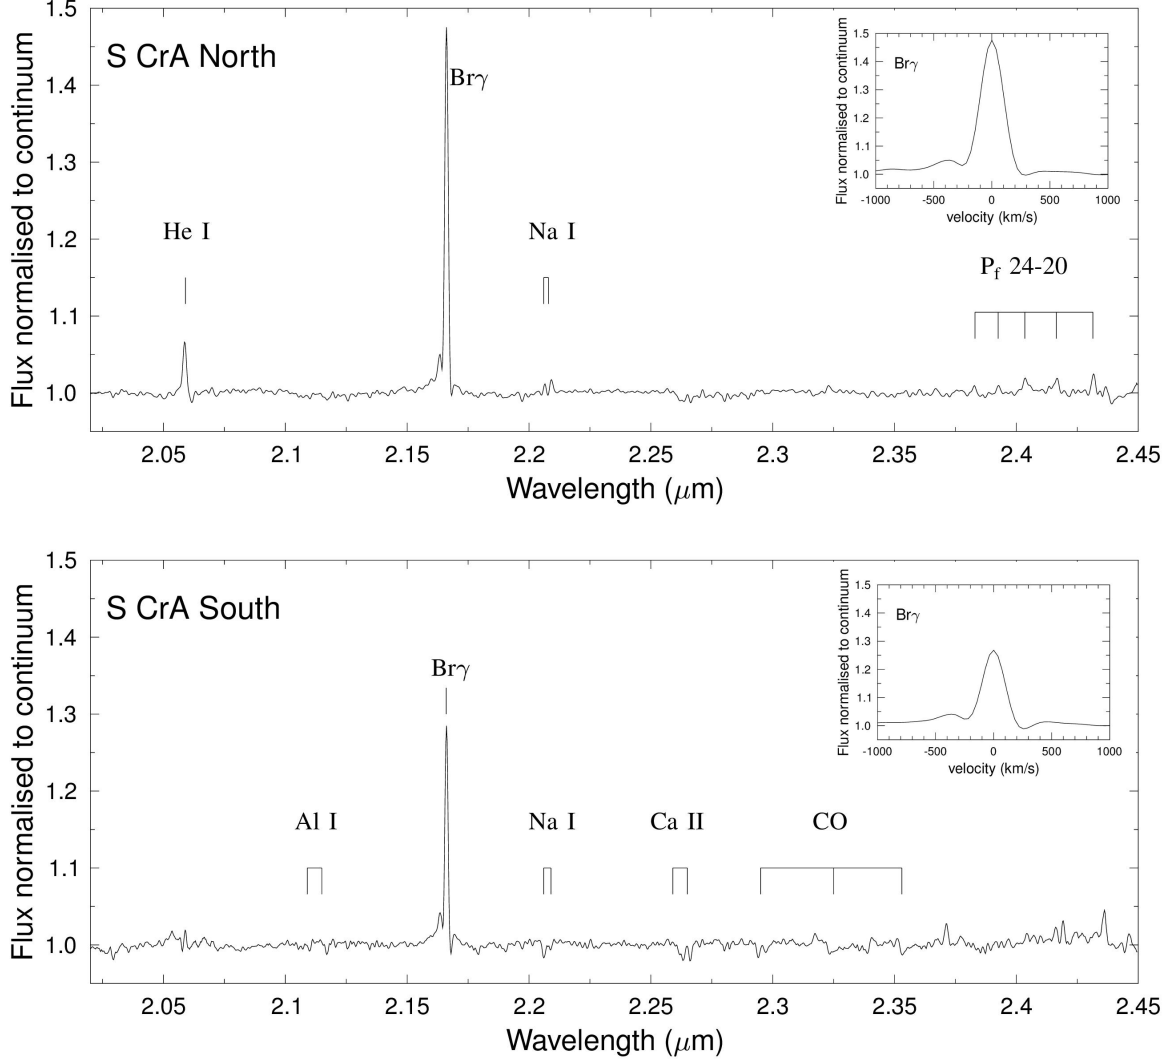 S CrA North
Flux normalised to continuum
1.5
1.4
1.3
1.2
1.1
1.0
Brγ
He I
Na I
P_f 24-20
2.05 2.1 2.15 2.2 2.25 2.3 2.35 2.4 2.45
Wavelength (μm)
Flux normalised to continuum
Brγ
1.5
1.4
1.3
1.2
1.1
1.0
-1000 -500 0 500 1000
velocity (km/s)
S CrA South
Flux normalised to continuum
1.5
1.4
1.3
1.2
1.1
1.0
Brγ
Al I
Na I
Ca II
CO
2.05 2.1 2.15 2.2 2.25 2.3 2.35 2.4 2.45
Wavelength (μm)
Flux normalised to continuum
Brγ
1.5
1.4
1.3
1.2
1.1
1.0
-1000 -500 0 500 1000
velocity (km/s)